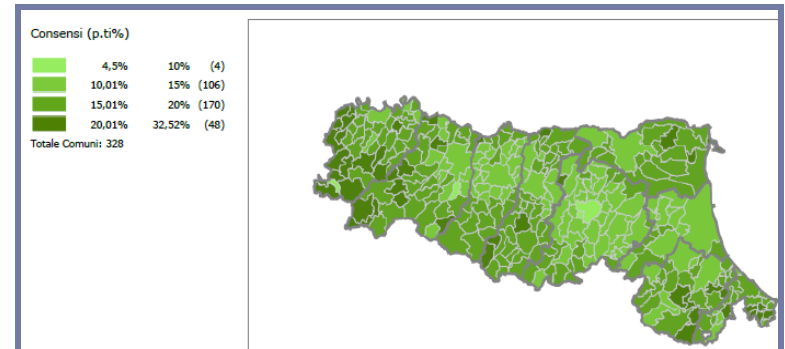 Consensi (p.ti%)
4,5% 10% (4)
10,01% 15% (106)
15,01% 20% (170)
20,01% 32,52% (48)
Totale Comuni: 328